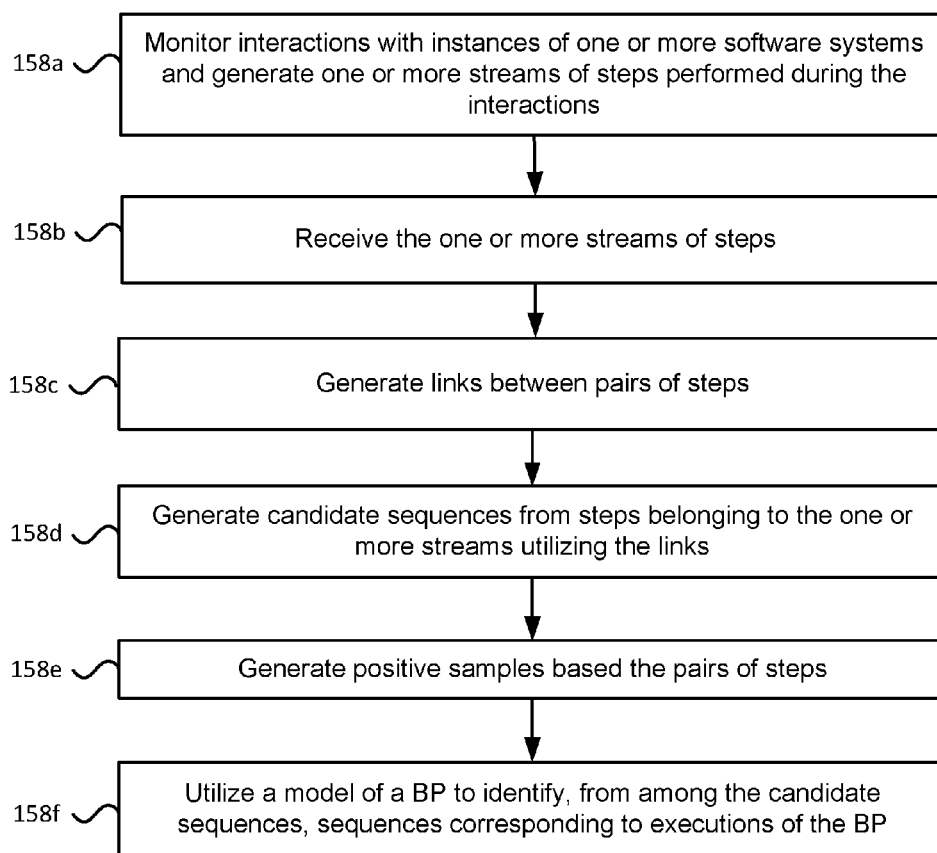 158a
Monitor interactions with instances of one or more software systems
and generate one or more streams of steps performed during the
interactions
158b
Receive the one or more streams of steps
158c
Generate links between pairs of steps
158d
Generate candidate sequences from steps belonging to the one or
more streams utilizing the links
158e
Generate positive samples based the pairs of steps
158f
Utilize a model of a BP to identify, from among the candidate
sequences, sequences corresponding to executions of the BP